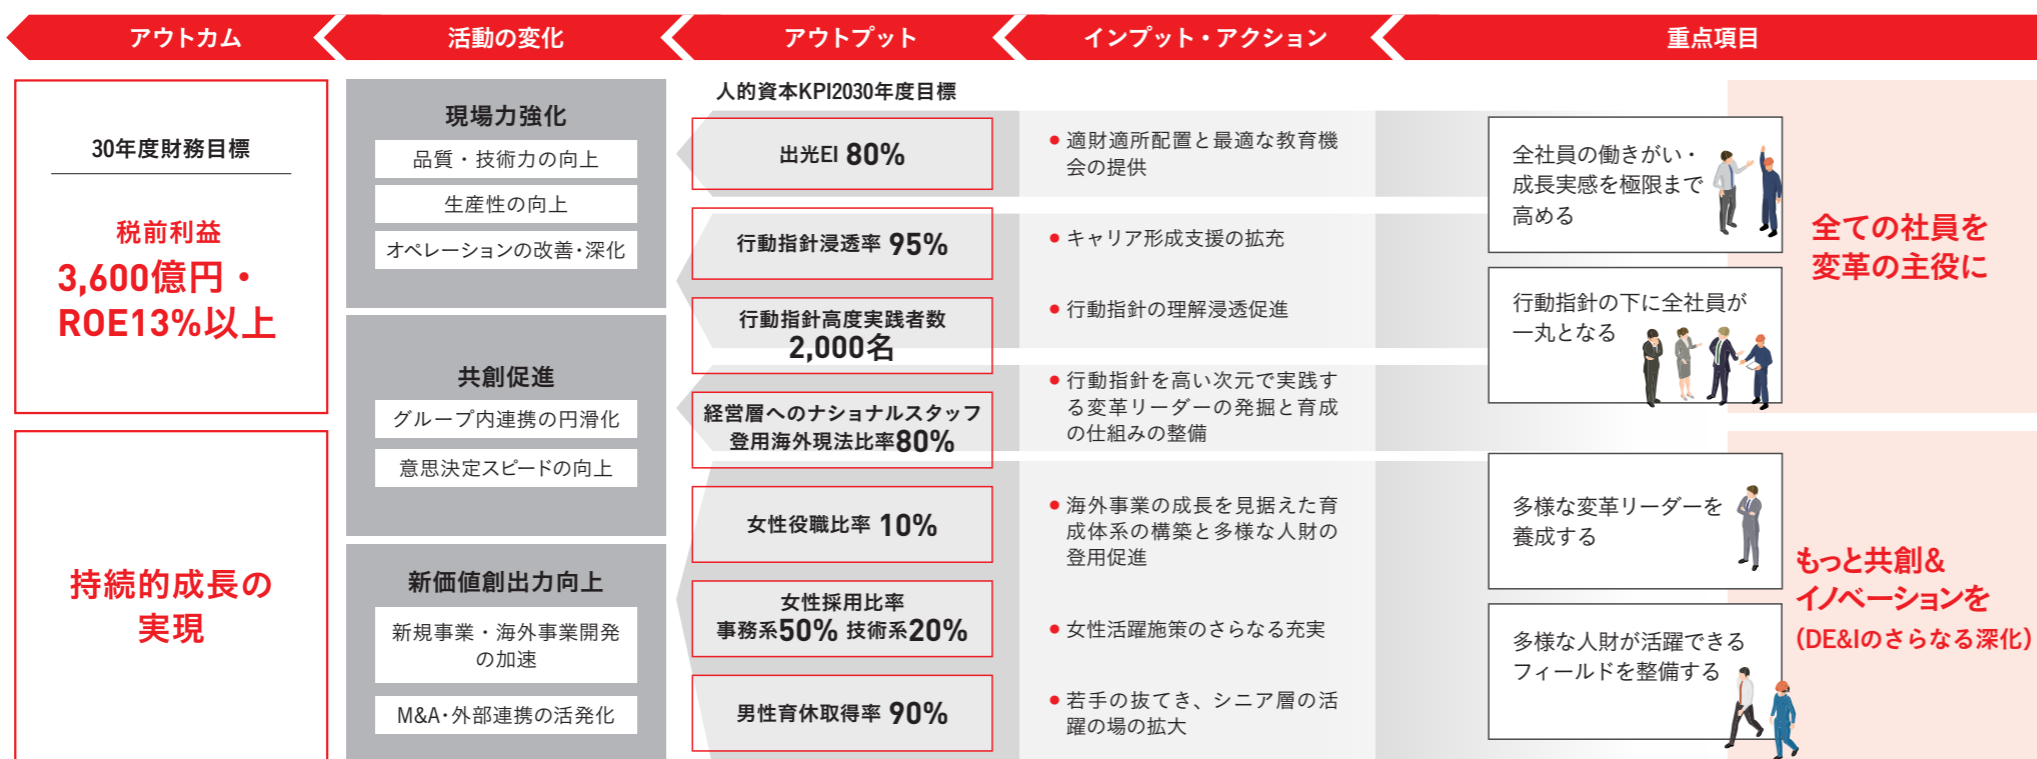 アウトカム
活動の変化
アウトプット
インプット・アクション
重点項目
30年度財務目標
税前利益
3,600億円・
ROE13%以上
持続的成長の
実現
現場力強化
品質・技術力の向上
生産性の向上
オペレーションの改善・深化
共創促進
グループ内連携の円滑化
意思決定スピードの向上
新価値創出力向上
新規事業・海外事業開発
の加速
M&A・外部連携の活発化
人的資本KPI2030年度目標
出光EI 80%
行動指針浸透率 95%
行動指針高度実践者数
2,000名
経営層へのナショナルスタッフ
登用海外現法比率80%
女性役職比率 10%
女性採用比率
事務系50% 技術系20%
男性育休取得率 90%
● 適財適所配置と最適な教育機
会の提供
● キャリア形成支援の拡充
● 行動指針の理解浸透促進
● 行動指針を高い次元で実践す
る変革リーダーの発掘と育成
の仕組みの整備
● 海外事業の成長を見据えた育
成体系の構築と多様な人財の
登用促進
● 女性活躍施策のさらなる充実
● 若手の抜てき、シニア層の活
躍の場の拡大
全社員の働きがい・
成長実感を極限まで
高める
行動指針の下に全社員が
一丸となる
多様な変革リーダーを
養成する
多様な人財が活躍できる
フィールドを整備する
全ての社員を
変革の主役に
もっと共創&
イノベーションを
(DE&Iのさらなる深化)